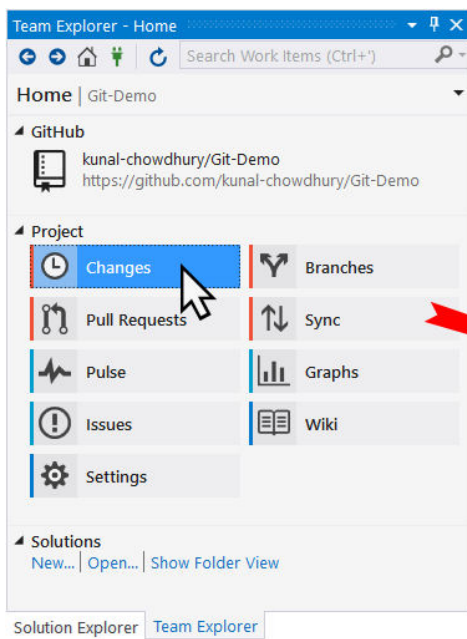 Team Explorer - Home
Search Work Items (Ctrl+')
Home | Git-Demo
GitHub
kunal-chowdhury/Git-Demo
https://github.com/kunal-chowdhury/Git-Demo
Project
Changes
Branches
Pull Requests
Sync
Pulse
Graphs
Issues
Wiki
Settings
Solutions
New... | Open... | Show Folder View
Solution Explorer Team Explorer